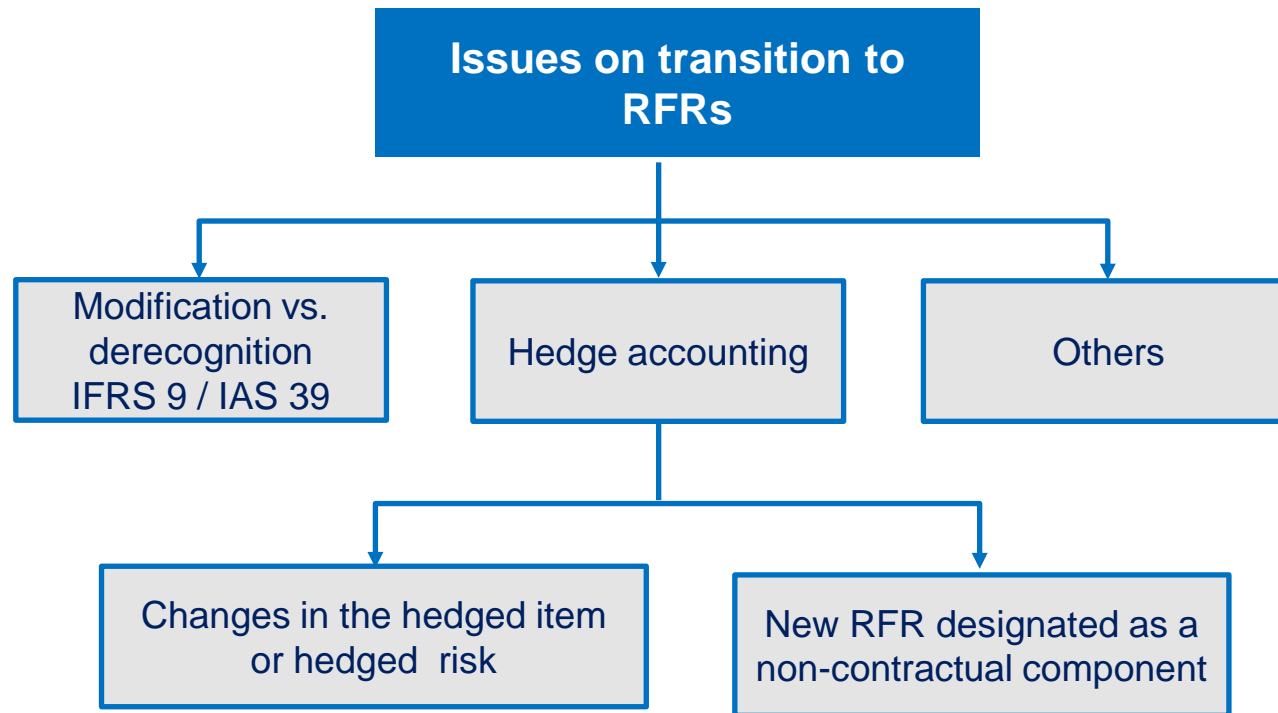 Issues on transition to
RFRs
Modification vs.
derecognition
IFRS 9 / IAS 39
Hedge accounting
Others
Changes in the hedged item
or hedged risk
New RFR designated as a
non-contractual component